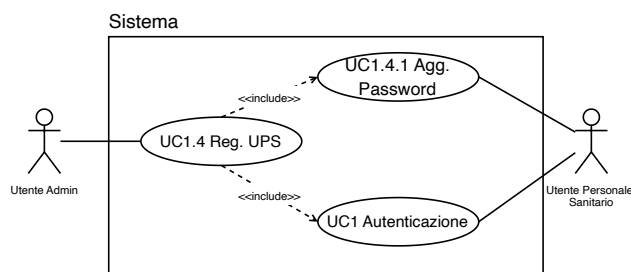 Sistema
UC1.4.1 Agg.
Password
<<include>>
UC1.4 Reg. UPS
Utente Admin
Utente Personale
Sanitario
<<include>>
UC1 Autenticazione